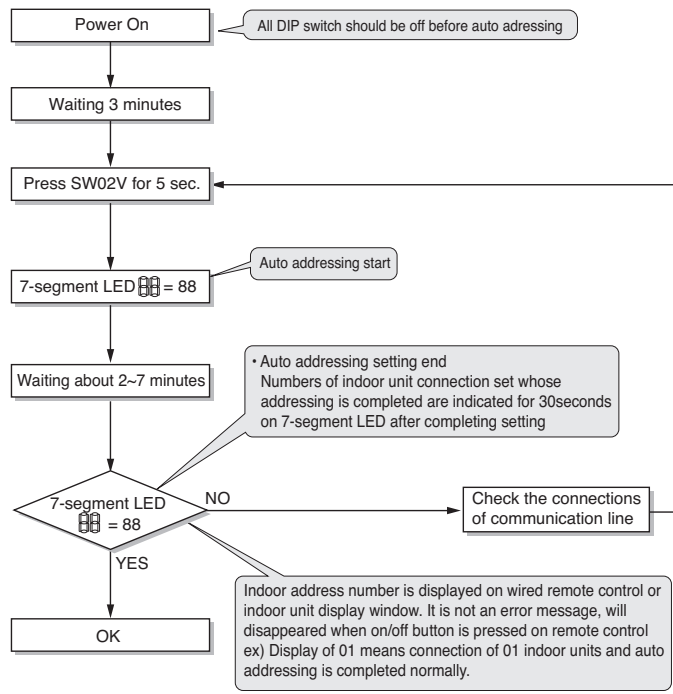 Power On
All DIP switch should be off before auto adressing
Waiting 3 minutes
Press SW02V for 5 sec.
Auto addressing start
7-segment LED 88 = 88
Waiting about 2~7 minutes
• Auto addressing setting end
Numbers of indoor unit connection set whose
addressing is completed are indicated for 30seconds
on 7-segment LED after completing setting
7-segment LED
88 = 88
NO
Check the connections
of communication line
YES
Indoor address number is displayed on wired remote control or
indoor unit display window. It is not an error message, will
disappeared when on/off button is pressed on remote control
ex) Display of 01 means connection of 01 indoor units and auto
addressing is completed normally.
OK